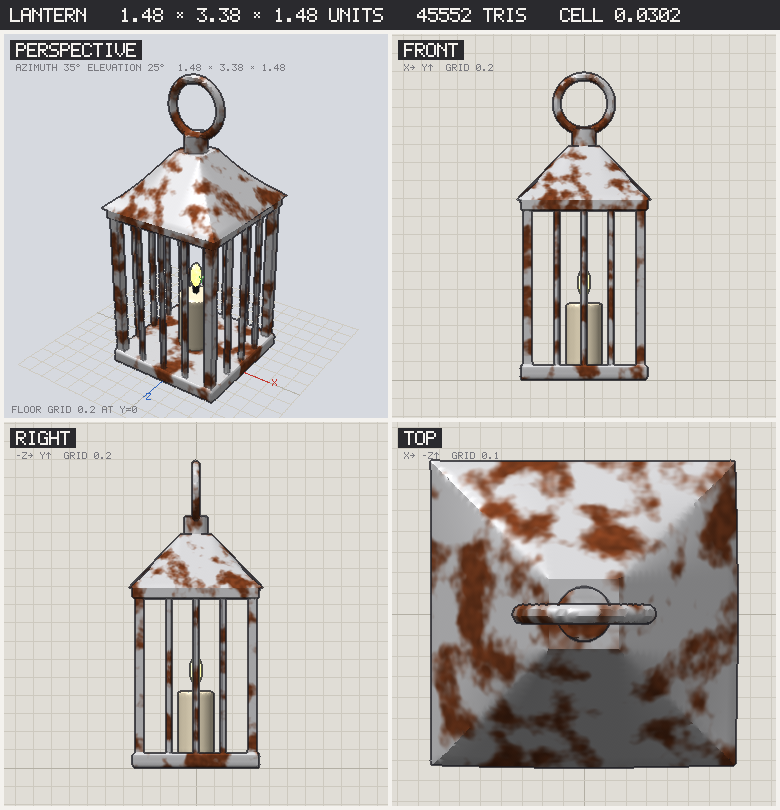 LANTERN 1.48 × 3.38 × 1.48 UNITS 45552 TRIS CELL 0.0302
PERSPECTIVE
AZIMUTH 35° ELEVATION 25° 1.48 × 3.38 × 1.48
-Z
X
FLOOR GRID 0.2 AT Y=0
FRONT
X→ Y↑ GRID 0.2
RIGHT
-Z→ Y↑ GRID 0.2
TOP
X→ -Z↑ GRID 0.1